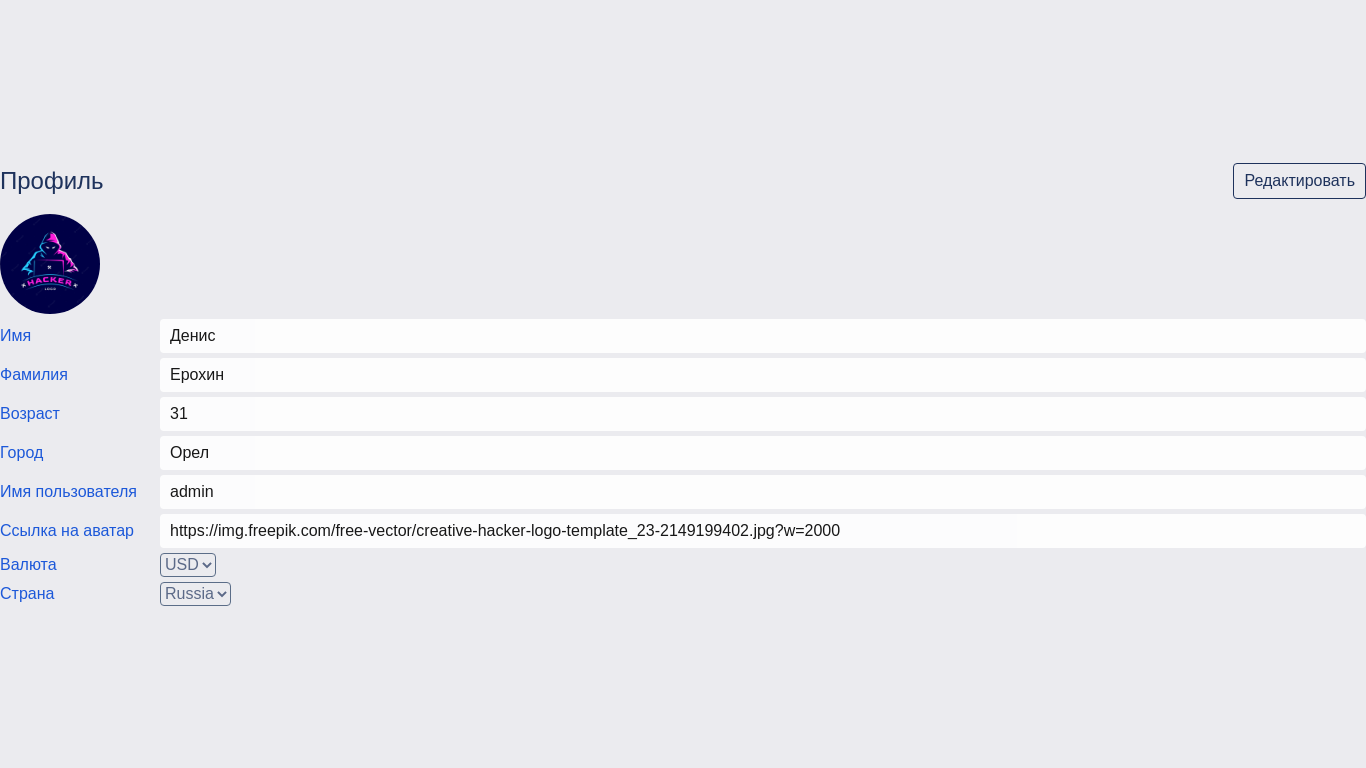 Профиль
Редактировать
HACKER
LOGO
Имя
Денис
Фамилия
Ерохин
Возраст
31
Город
Орел
Имя пользователя
admin
Ссылка на аватар
https://img.freepik.com/free-vector/creative-hacker-logo-template_23-2149199402.jpg?w=2000
Валюта
USD
Страна
Russia